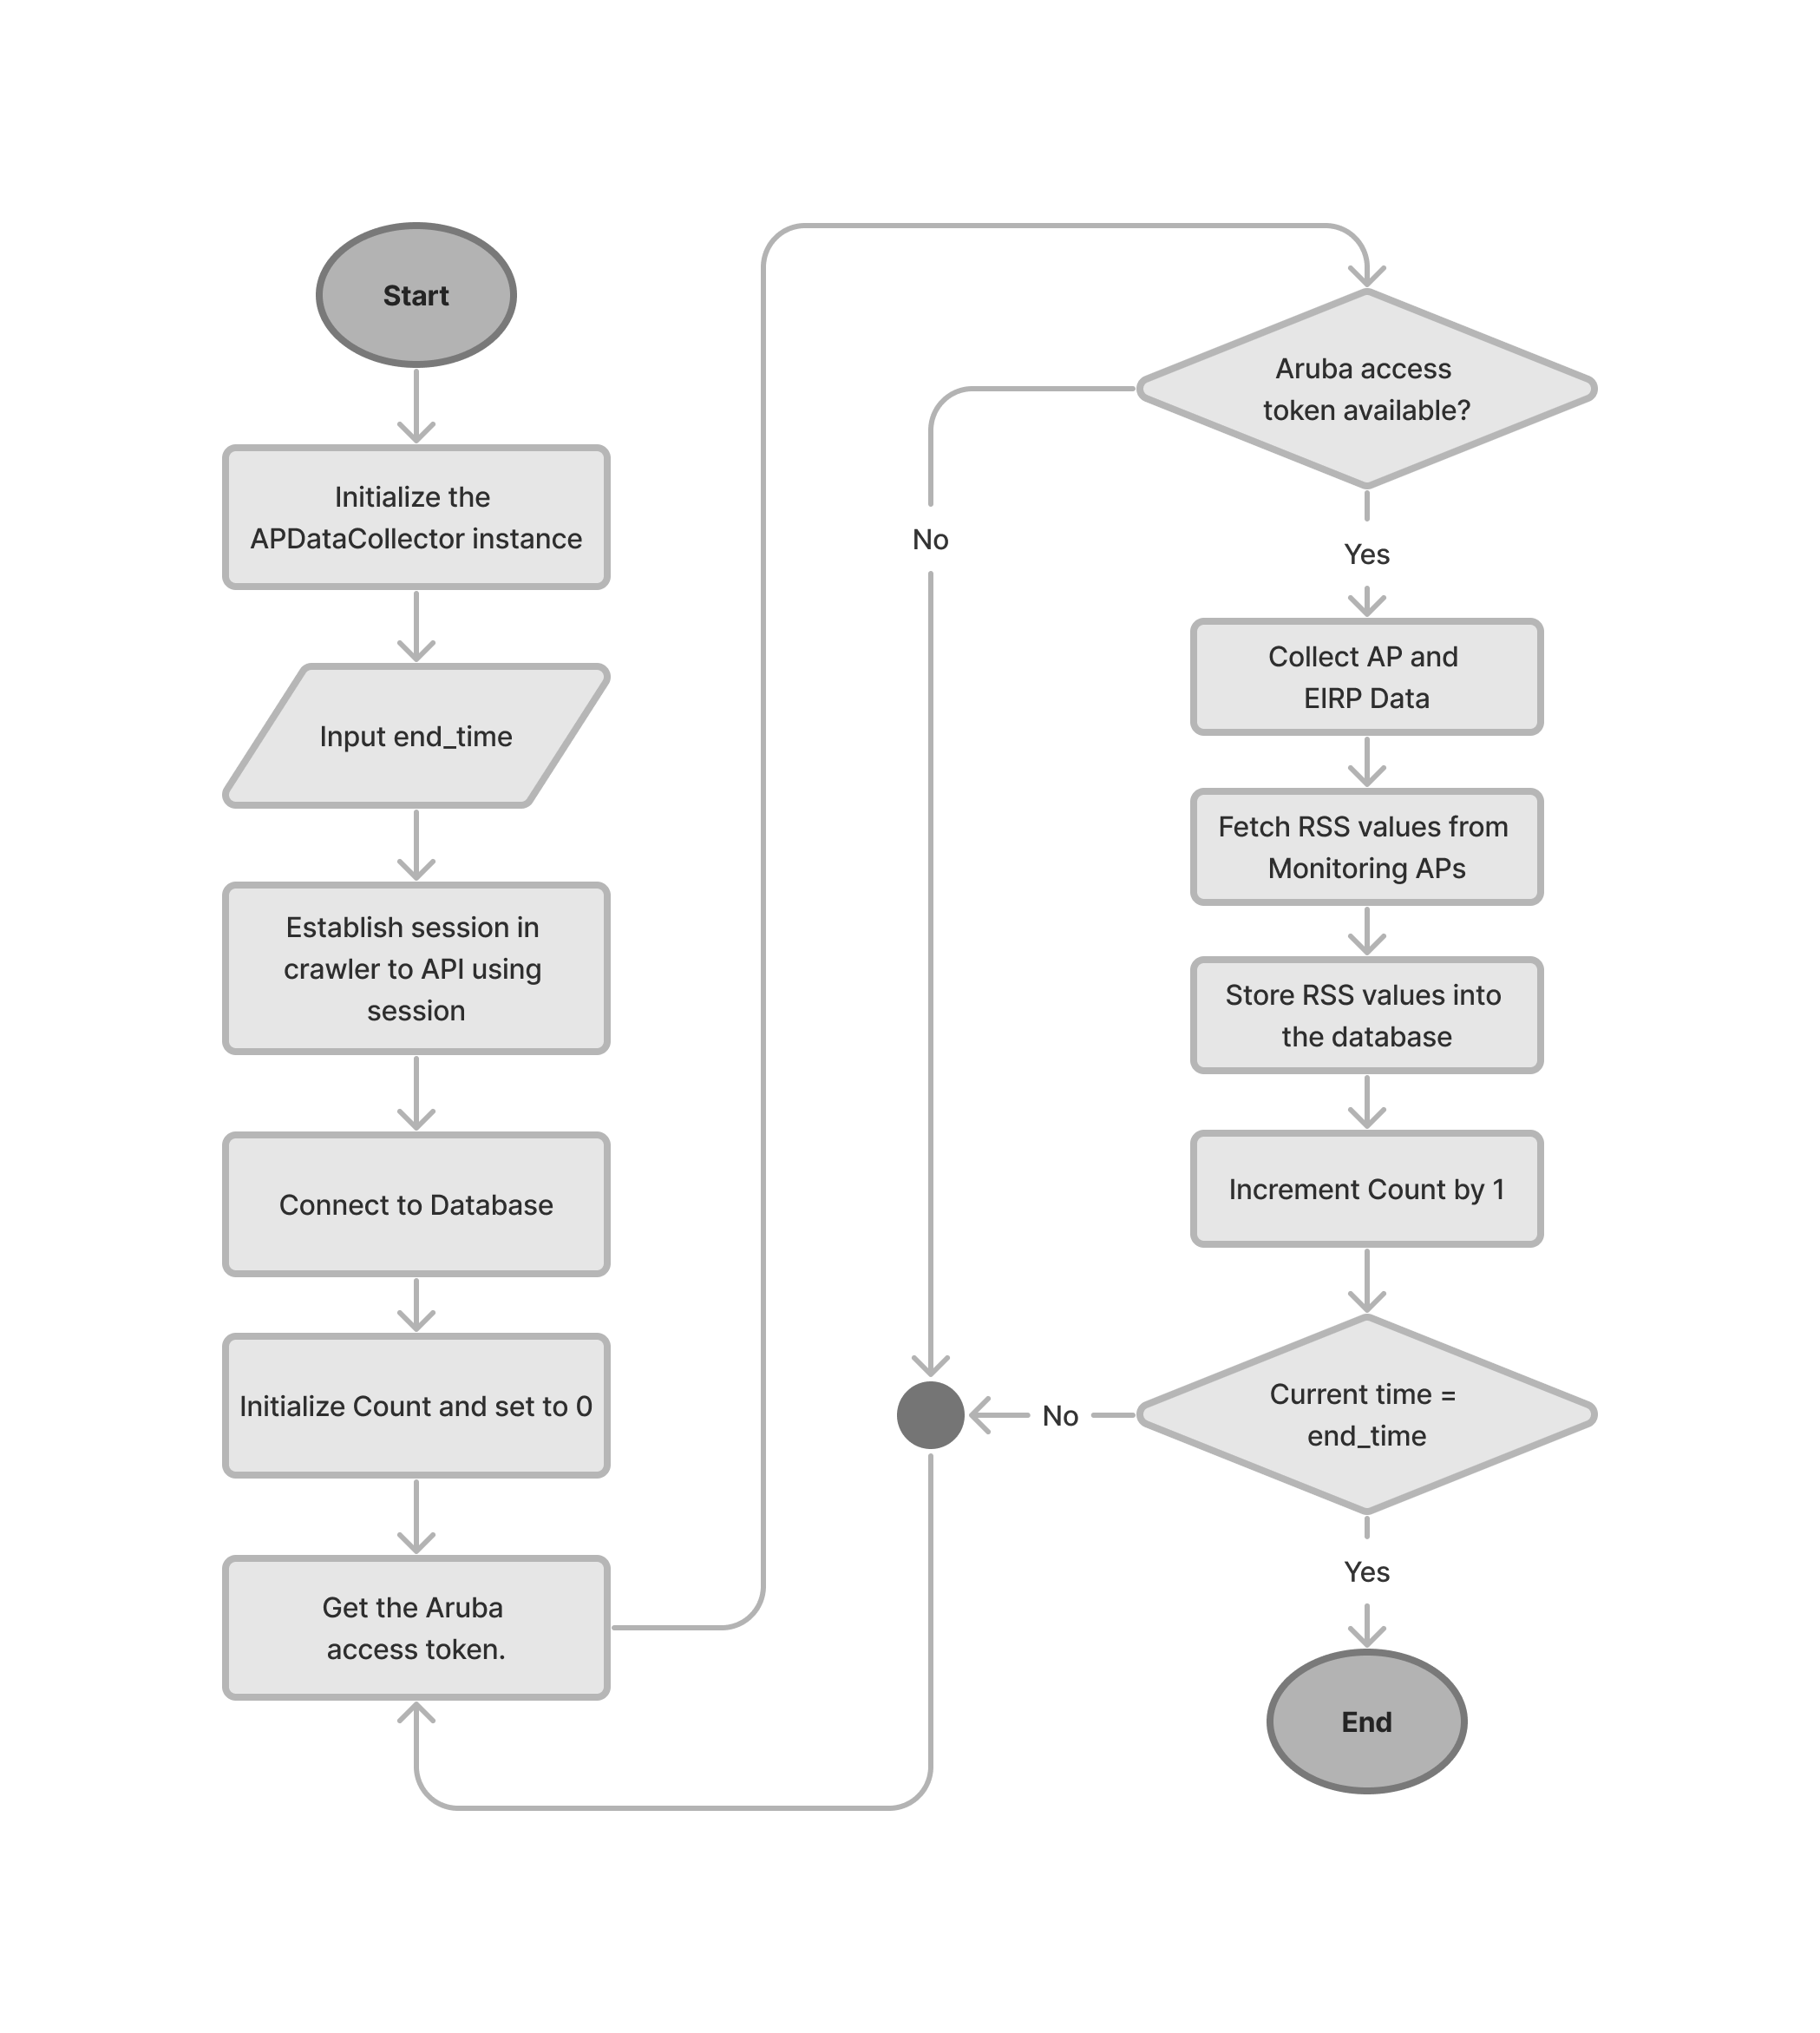 Start
Initialize the
APDataCollector instance
Input end_time
Establish session in
crawler to API using
session
Connect to Database
Initialize Count and set to 0
Get the Aruba
access token.
Aruba access
token available?
No
Yes
Collect AP and
EIRP Data
Fetch RSS values from
Monitoring APs
Store RSS values into
the database
Increment Count by 1
Current time =
end_time
No
Yes
End